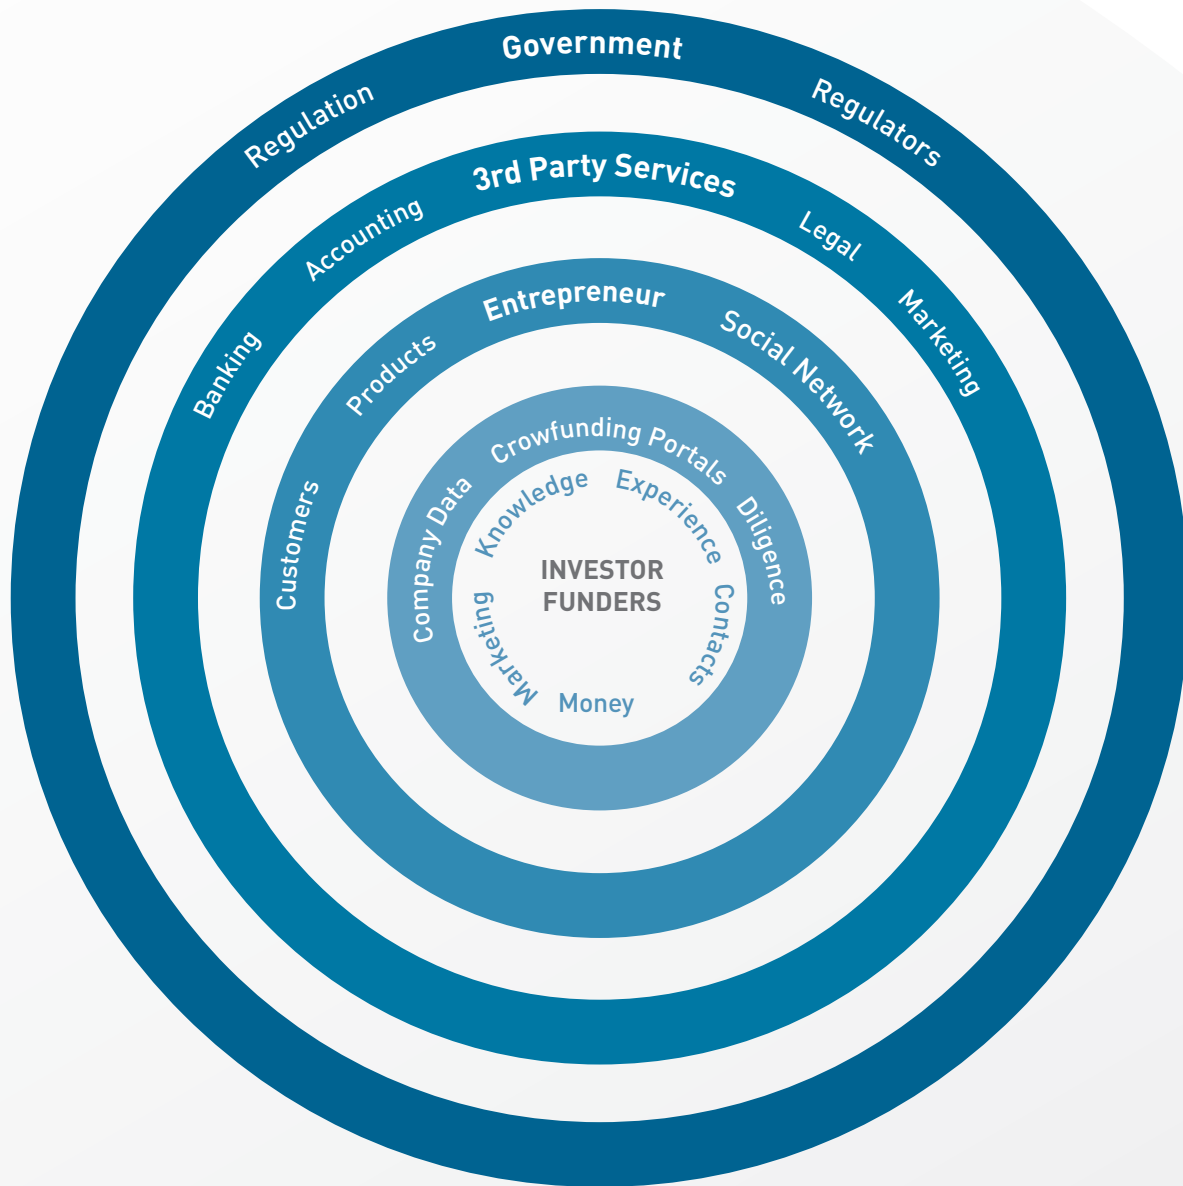 Government
Regulation
Regulators
3rd Party Services
Accounting
Legal
Banking
Marketing
Entrepreneur
Products
Social Network
Customers
Crowfunding Portals
Company Data
Diligence
Knowledge
Experience
INVESTOR
FUNDERS
Marketing
Contacts
Money